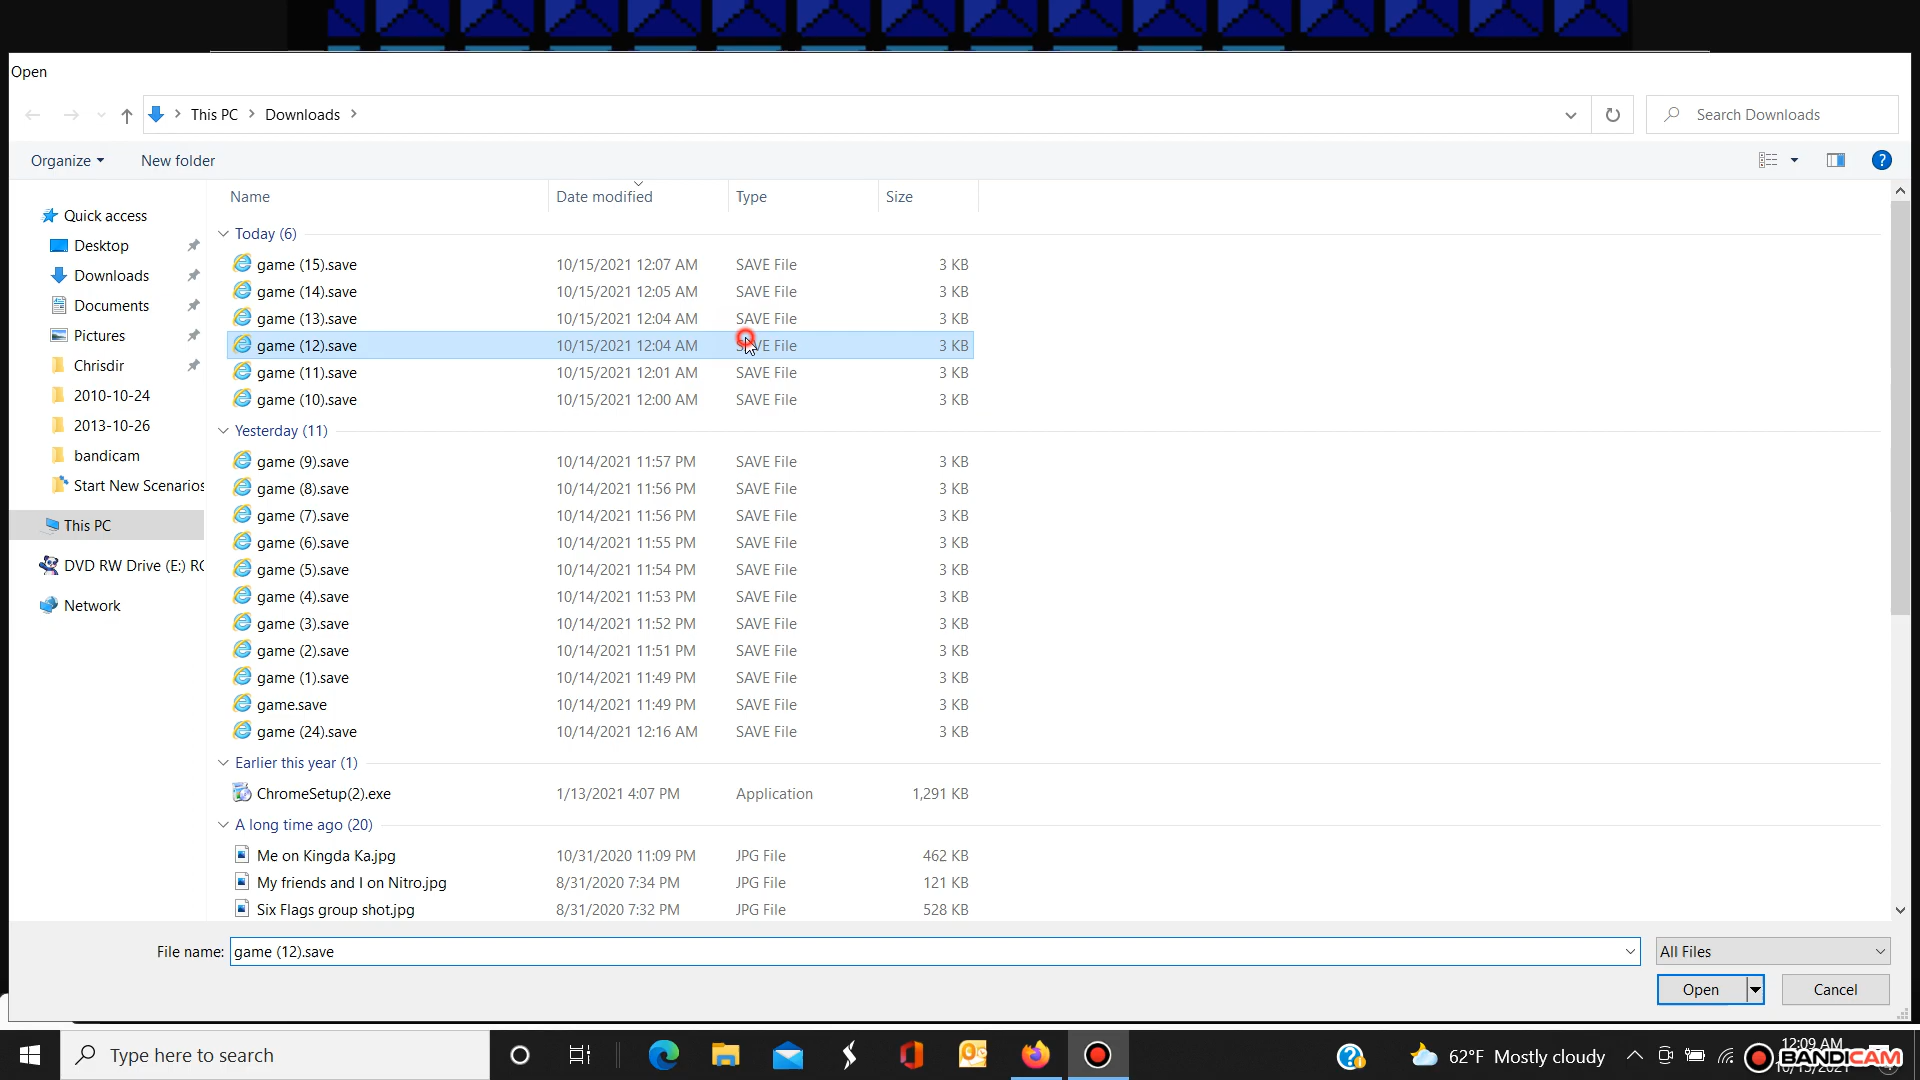 Open
This PC > Downloads >
Search Downloads
Organize
New folder
?
Name
Date modified
Type
Size
Quick access
Desktop
Downloads
Documents
Pictures
Chrisdir
2010-10-24
2013-10-26
bandicam
Start New Scenarios
This PC
DVD RW Drive (E:) RC
Network
Today (6)
game (15).save 10/15/2021 12:07 AM SAVE File 3 KB
game (14).save 10/15/2021 12:05 AM SAVE File 3 KB
game (13).save 10/15/2021 12:04 AM SAVE File 3 KB
game (12).save 10/15/2021 12:04 AM SAVE File 3 KB
game (11).save 10/15/2021 12:01 AM SAVE File 3 KB
game (10).save 10/15/2021 12:00 AM SAVE File 3 KB
Yesterday (11)
game (9).save 10/14/2021 11:57 PM SAVE File 3 KB
game (8).save 10/14/2021 11:56 PM SAVE File 3 KB
game (7).save 10/14/2021 11:56 PM SAVE File 3 KB
game (6).save 10/14/2021 11:55 PM SAVE File 3 KB
game (5).save 10/14/2021 11:54 PM SAVE File 3 KB
game (4).save 10/14/2021 11:53 PM SAVE File 3 KB
game (3).save 10/14/2021 11:52 PM SAVE File 3 KB
game (2).save 10/14/2021 11:51 PM SAVE File 3 KB
game (1).save 10/14/2021 11:49 PM SAVE File 3 KB
game.save 10/14/2021 11:49 PM SAVE File 3 KB
game (24).save 10/14/2021 12:16 AM SAVE File 3 KB
Earlier this year (1)
ChromeSetup(2).exe 1/13/2021 4:07 PM Application 1,291 KB
A long time ago (20)
Me on Kingda Ka.jpg 10/31/2020 11:09 PM JPG File 462 KB
My friends and I on Nitro.jpg 8/31/2020 7:34 PM JPG File 121 KB
Six Flags group shot.jpg 8/31/2020 7:32 PM JPG File 528 KB
File name: game (12).save
All Files
Open
Cancel
Type here to search
62°F Mostly cloudy
12:09 AM
BANDICAM
10/15/2021